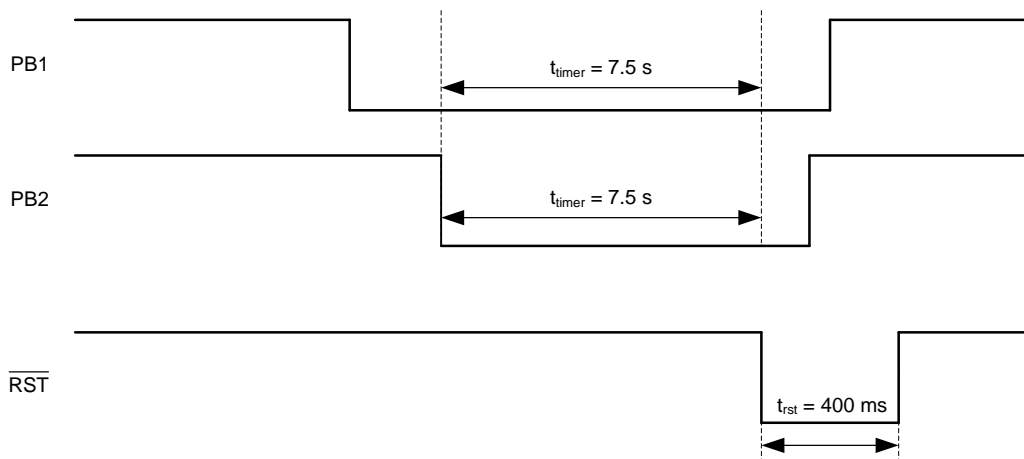 PB1
t_timer = 7.5 s
PB2
t_timer = 7.5 s
RST
t_rst = 400 ms